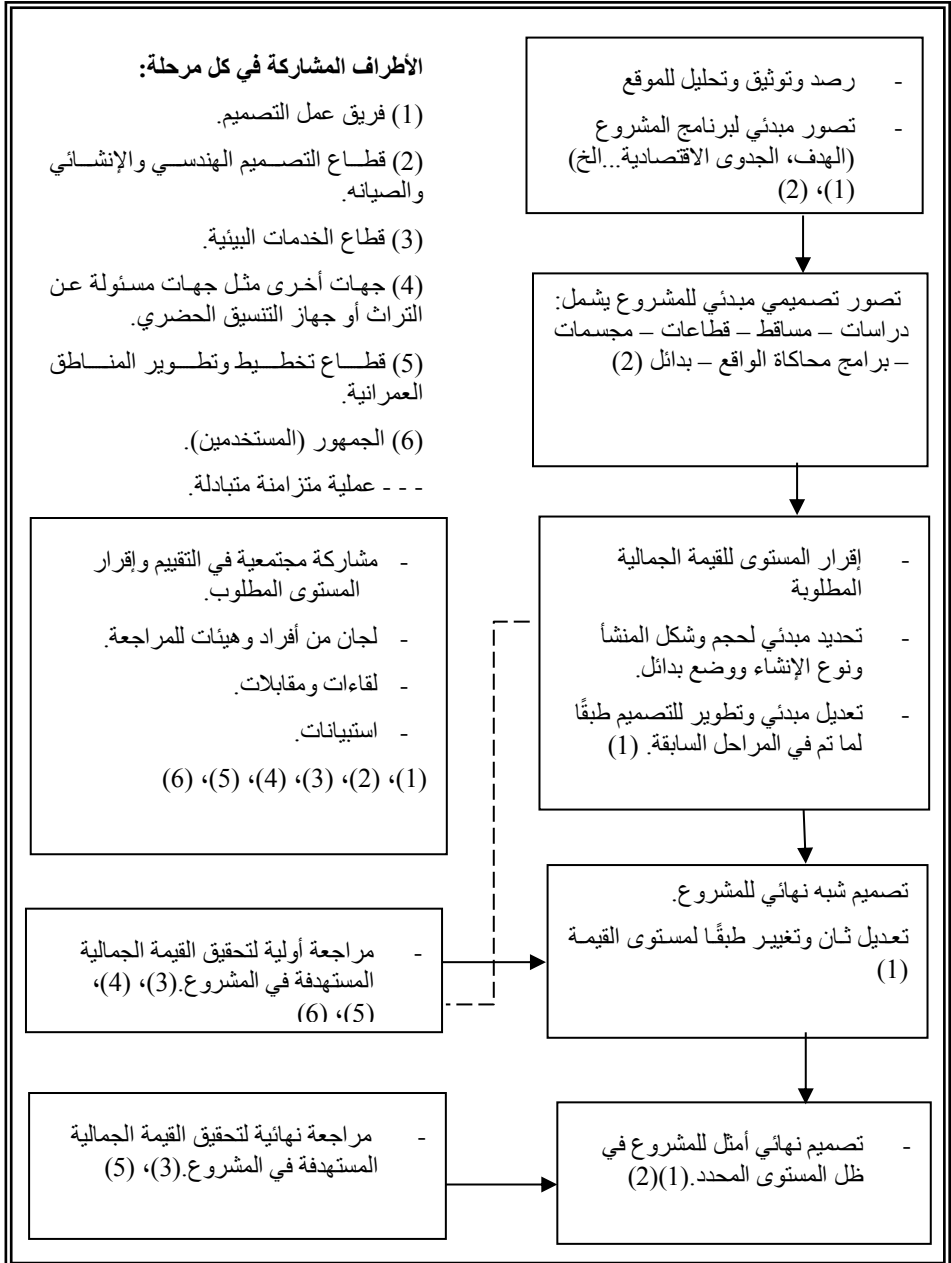 الأطراف المشاركة في كل مرحلة:
(1) فريق عمل التصميم.
(2) قطاع التصميم الهندسي والإنشائي
والصيانه.
(3) قطاع الخدمات البيئية.
(4) جهات أخرى مثل جهات مسئولة عن
التراث أو جهاز التنسيق الحضري.
(5) قطاع تخطيط وتطوير المناطق
العمرانية.
(6) الجمهور (المستخدمين).
- - - عملية متزامنة متبادلة.
- رصد وتوثيق وتحليل للموقع
- تصور مبدئي لبرنامج المشروع
(الهدف، الجدوى الاقتصادية...الخ)
(1)، (2)
تصور تصميمي مبدئي للمشروع يشمل:
دراسات – مساقط – قطاعات – مجسمات
– برامج محاكاة الواقع – بدائل (2)
- إقرار المستوى للقيمة الجمالية
المطلوبة
- تحديد مبدئي لحجم وشكل المنشأ
ونوع الإنشاء ووضع بدائل.
- تعديل مبدئي وتطوير للتصميم طبقًا
لما تم في المراحل السابقة. (1)
- مشاركة مجتمعية في التقييم وإقرار
المستوى المطلوب.
- لجان من أفراد وهيئات للمراجعة.
- لقاءات ومقابلات.
- استبيانات.
(1)، (2)، (3)، (4)، (5)، (6)
تصميم شبه نهائي للمشروع.
تعديل ثان وتغيير طبقًا لمستوى القيمة
(1)
- مراجعة أولية لتحقيق القيمة الجمالية
المستهدفة في المشروع.(3)، (4)،
(5)، (6)
- تصميم نهائي أمثل للمشروع في
ظل المستوى المحدد.(1)(2)
- مراجعة نهائية لتحقيق القيمة الجمالية
المستهدفة في المشروع.(3)، (5)